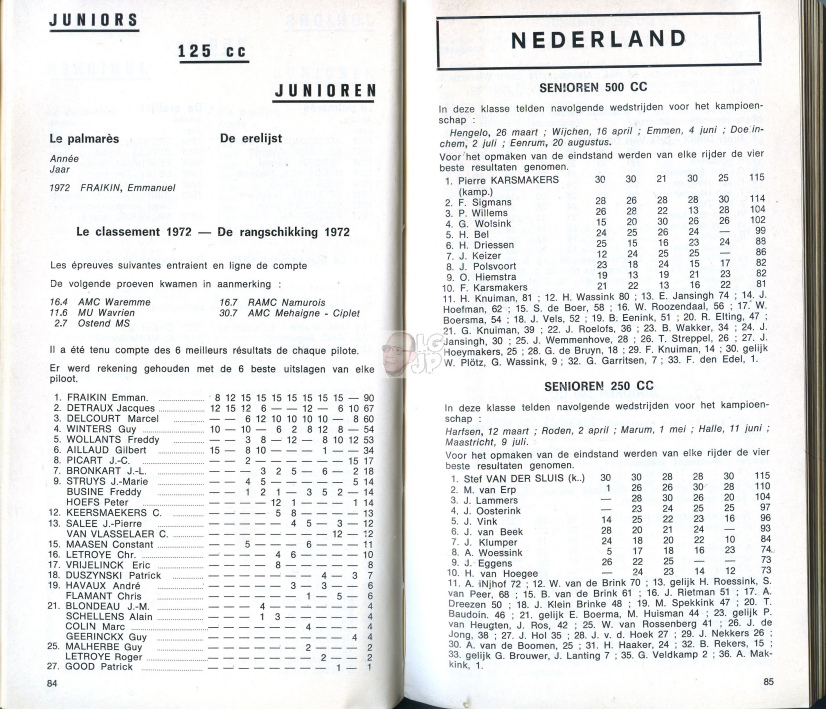 JUNIORS
125 cc
JUNIOREN
Le palmarès De erelijst
Année
Jaar
1972 FRAIKIN, Emmanuel
Le classement 1972 — De rangschikking 1972
Les épreuves suivantes entraient en ligne de compte
De volgende proeven kwamen in aanmerking :
16.4 AMC Waremme 16.7 RAMC Namurois
11.6 MU Wavrien 30.7 AMC Mehaigne - Ciplet
2.7 Ostend MS
Il a été tenu compte des 6 meilleurs résultats de chaque pilote.
Er werd rekening gehouden met de 6 beste uitslagen van elke
piloot.
1. FRAIKIN Emman. 8 12 15 15 15 15 15 15 15 — 90
2. DETRAUX Jacques 12 15 12 6 — — 12 — 6 10 67
3. DELCOURT Marcel — — 6 12 10 10 10 10 — 8 60
4. WINTERS Guy 10 — 10 — 6 2 8 12 8 — 54
5. WOLLANTS Freddy — — 3 8 — 12 — 8 10 12 53
6. AILLAUD Gilbert 15 — 8 10 — — — 1 — — 34
8. PICART J.-C. — — 2 — — — — — — 15 17
7. BRONKART J.-L. — — — 3 2 5 — 6 — 2 18
9. STRUYS J.-Marie — — 4 5 — — — — — 5 14
BUSINE Freddy — — 1 2 1 — 3 5 2 — 14
HOEFS Peter — — — — 12 1 — — — 1 14
12. KEERSMAEKERS C. — — — — 5 8 — — — — 13
13. SALEE J.-Pierre — — — — — 4 5 — 3 — 12
VAN VLASSELAER C. — — — — — — — — 12 — 12
15. MAASEN Constant — — 5 — — — 6 — — — 11
16. LETROYE Chr. — — — — 4 6 — — — — 10
17. VRIJELINCK Eric — — — — 8 — — — — — 8
18. DUSZYNSKI Patrick — — — — — — — 4 — 3 7
19. HAVAUX André — — — — — 3 — 3 — — 6
FLAMANT Chris — — — — — — 1 — 5 — 6
21. BLONDEAU J.-M. — — — 4 — — — — — — 4
SCHELLENS Alain — — — 1 3 — — — — — 4
COLIN Marc — — — — — — 4 — — — 4
GEERINCKX Guy — — — — — — — — — 4 4
25. MALHERBE Guy — — — — — — 2 — — — 2
LETROYE Roger — — — — — — — 2 — — 2
27. GOOD Patrick — — — — — — — — 1 — 1
84
NEDERLAND
SENIOREN 500 CC
In deze klasse telden navolgende wedstrijden voor het kampioen-
schap :
Hengelo, 26 maart ; Wijchen, 16 april ; Emmen, 4 juni ; Doe in-
chem, 2 juli ; Eenrum, 20 augustus.
Voor het opmaken van de eindstand werden van elke rijder de vier
beste resultaten genomen.
1. Pierre KARSMAKERS 30 30 21 30 25 115
(kamp.)
2. F. Sigmans 28 26 28 28 30 114
3. P. Willems 26 28 22 13 28 104
4. G. Wolsink 15 20 30 26 26 102
5. H. Bel 24 25 26 24 — 99
6. H. Driessen 25 15 16 23 24 88
7. J. Keizer 12 24 25 25 — 86
8. J. Polsvoort 23 18 24 15 17 82
9. O. Hiemstra 19 13 19 21 23 82
10. F. Karsmakers 21 22 13 16 22 81
11. H. Kniuman, 81 ; 12. H. Wassink 80 ; 13. E. Jansingh 74 ; 14. J.
Hoefman, 62 ; 15. S. de Boer, 58 ; 16. W. Roozendaal, 56 ; 17. W.
Boersma, 54 ; 18. J. Vels, 52 ; 19. B. Eenink, 51 ; 20. R. Elting, 47 ;
21. G. Knuiman, 39 ; 22. J. Roelofs, 36 ; 23. B. Wakker, 34 ; 24. J.
Jansingh, 30 ; 25. J. Wemmenhove, 28 ; 26. T. Streppel, 26 ; 27. J.
Hoeymakers, 25 ; 28. G. de Bruyn, 18 ; 29. F. Knuiman, 14 ; 30. gelijk
W. Plötz, G. Wassink, 9 ; 32. G. Garritsen, 7 ; 33. F. den Edel, 1.
SENIOREN 250 CC
In deze klasse telden navolgende wedstrijden voor het kampioen-
schap :
Harfsen, 12 maart ; Roden, 2 april ; Marum, 1 mei ; Halle, 11 juni ;
Maastricht, 9 juli.
Voor het opmaken van de eindstand werden van elke rijder de vier
beste resultaten genomen.
1. Stef VAN DER SLUIS (k..) 30 30 28 28 30 115
2. M. van Erp 1 26 26 30 28 110
3. J. Lammers — 28 30 26 20 104
4. J. Oosterink — 23 24 25 25 97
5. J. Vink 14 25 22 23 16 96
6. J. van Beek 28 20 21 24 — 93
7. J. Klumper 24 18 20 22 10 84
8. A. Woessink 5 17 18 16 23 74
9. J. Eggens 26 22 25 — — 73
10. H. van Hoegee — 24 23 14 12 73
11. A. iNjhof 72 ; 12. W. van de Brink 70 ; 13. gelijk H. Roessink, S.
van Peer, 68 ; 15. B. van de Brink 61 ; 16. J. Rietman 51 ; 17. A.
Dreezen 50 ; 18. J. Klein Brinke 48 ; 19. M. Spekking 47 ; 20. T.
Baudoin. 46 ; 21. gelijk E. Boerma, M. Huisman 44 ; 23. gelijk P.
van Heugten, J. Ros, 42 ; 25. W. van Rossenberg 41 ; 26. J. de
Jong, 38 ; 27. J. Hol 35 ; 28. J. v. d. Hoek 27 ; 29. J. Nekkers 26 ;
30. A. van de Boomen, 25 ; 31. H. Haaker, 24 ; 32. B. Rekers, 15 ;
33. gelijk G. Brouwer, J. Lanting 7 ; 35. G. Veldkamp 2 ; 36. A. Mak-
kink, 1.
85
LG
JP